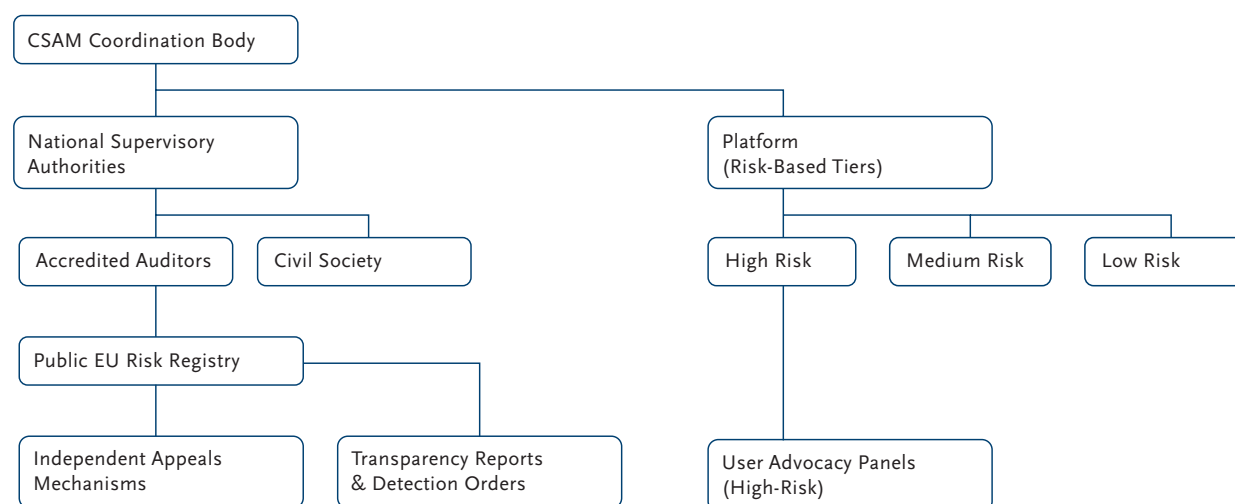 CSAM Coordination Body
National Supervisory
Authorities
Platform
(Risk-Based Tiers)
Accredited Auditors
Civil Society
High Risk
Medium Risk
Low Risk
Public EU Risk Registry
Independent Appeals
Mechanisms
Transparency Reports
& Detection Orders
User Advocacy Panels
(High-Risk)